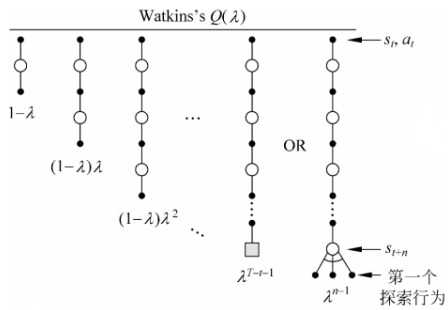 Watkins's Q(λ)
s_t, a_t
1−λ
(1−λ)λ
(1−λ)λ²
...
OR
λ^{T−t−1}
λ^{n−1}
s_{t+n}
第一个
探索行为